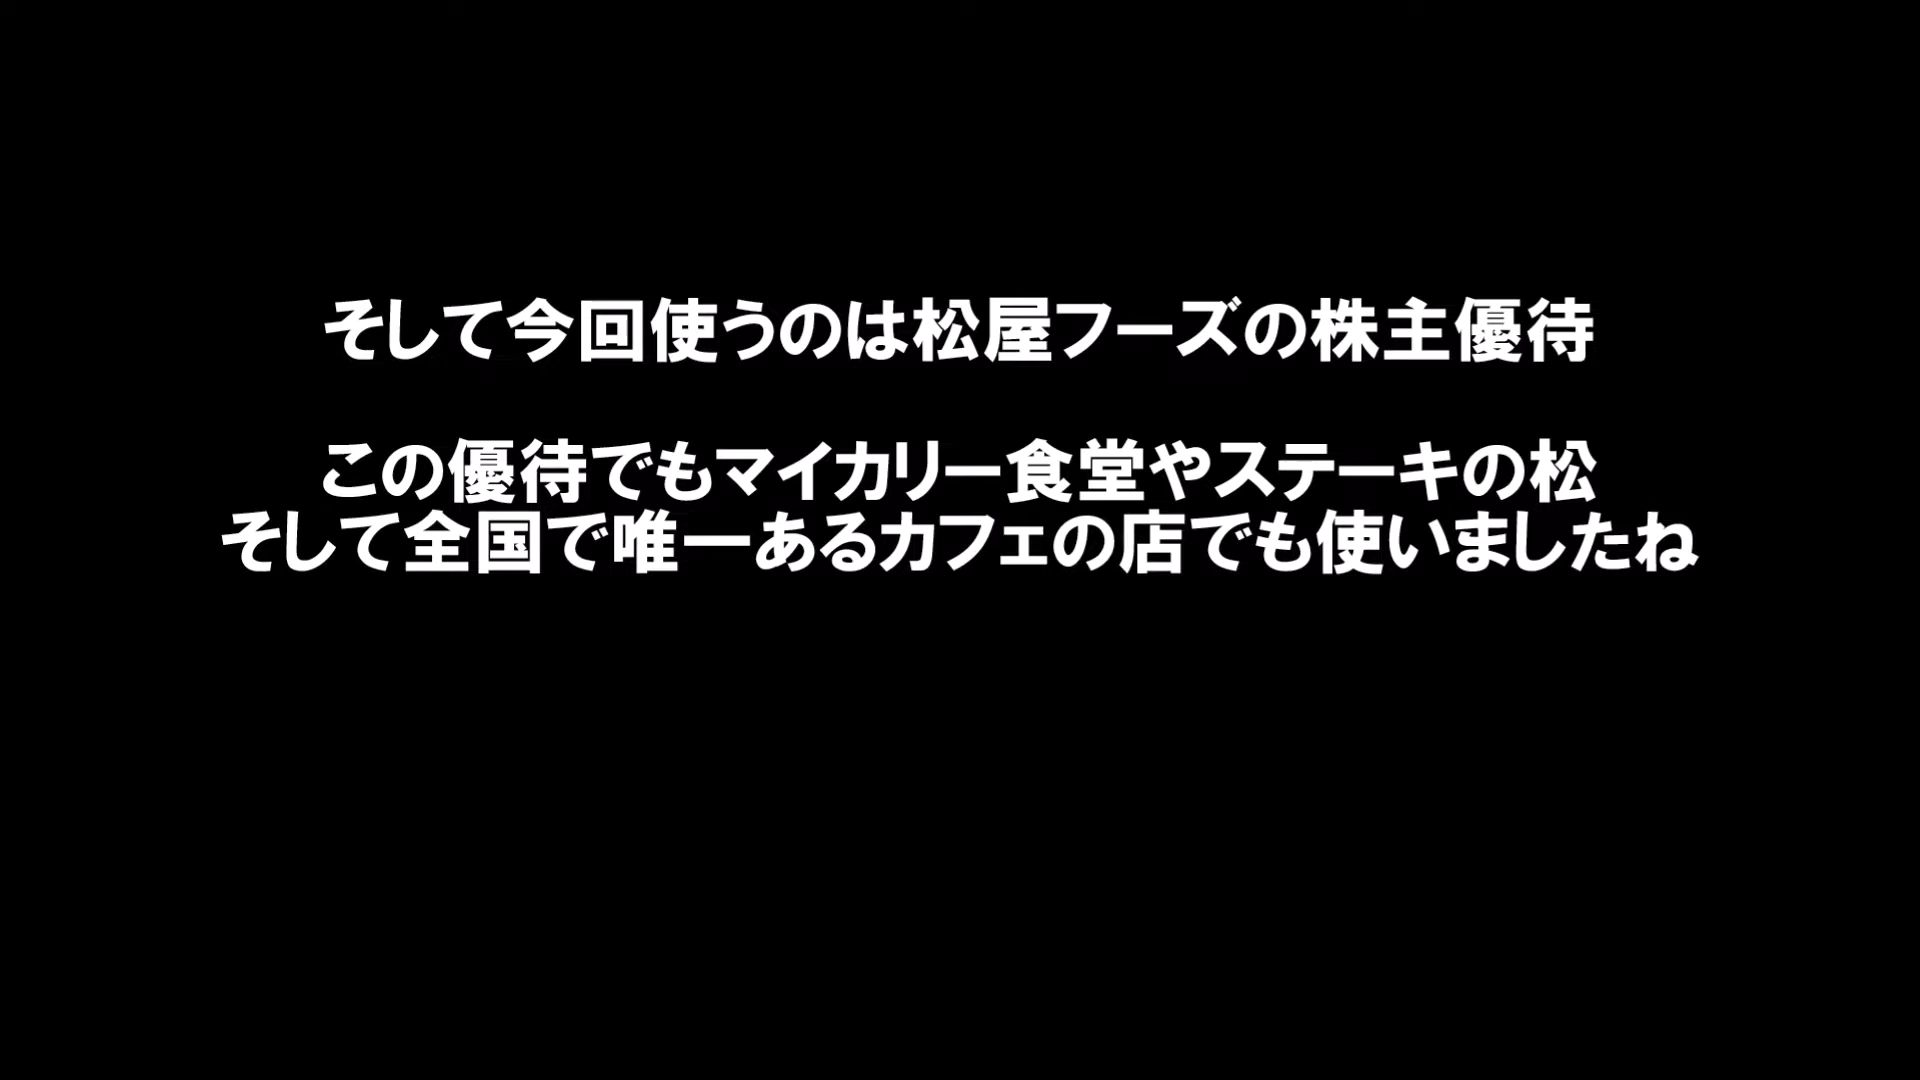 そして今回使うのは松屋フーズの株主優待
この優待でもマイカリー食堂やステーキの松
そして全国で唯一あるカフェの店でも使いましたね